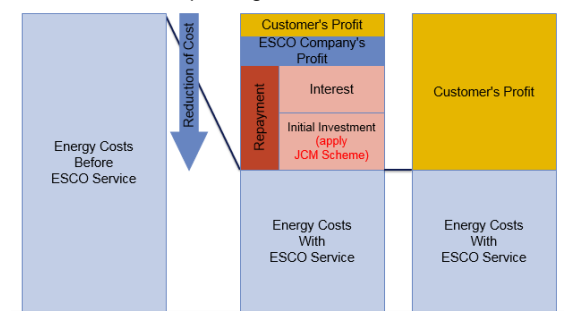 Energy Costs
Before
ESCO Service
Reduction of Cost
Customer's Profit
ESCO Company's
Profit
Repayment
Interest
Initial Investment
(apply
JCM Scheme)
Energy Costs
With
ESCO Service
Customer's Profit
Energy Costs
With
ESCO Service